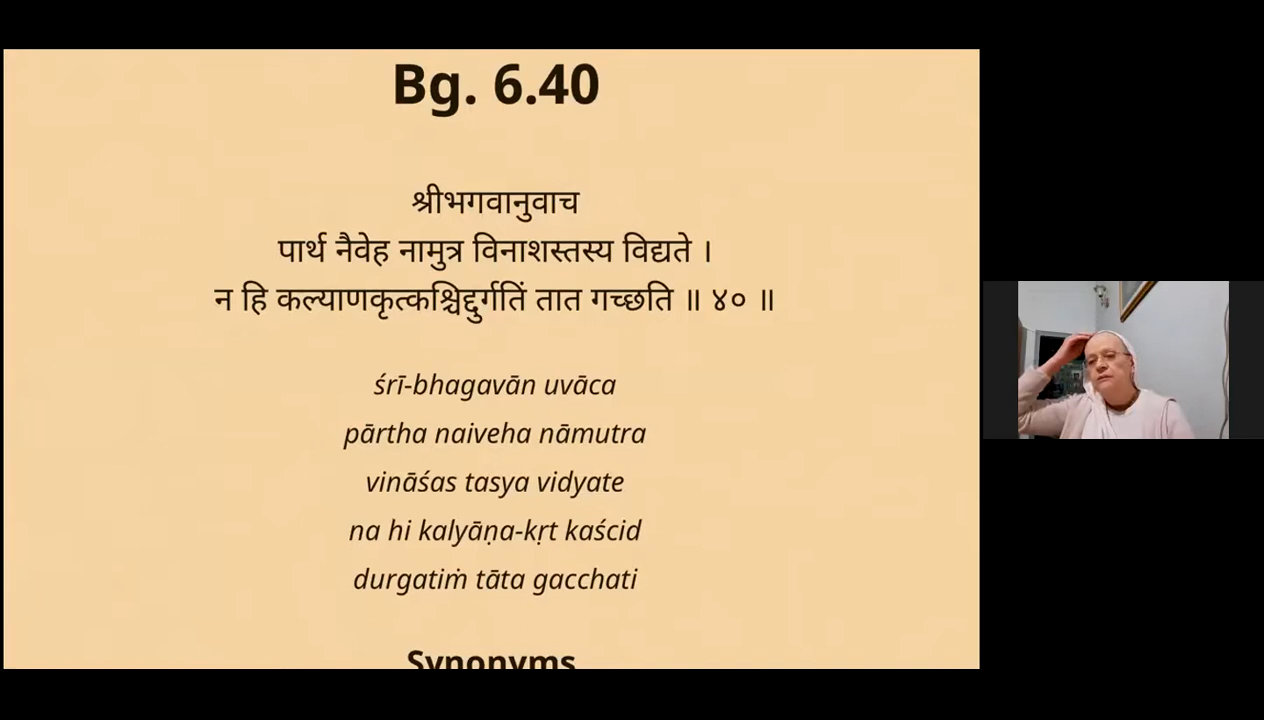 Bg. 6.40
श्रीभगवानुवाच
पार्थ नैवेह नामुत्र विनाशस्तस्य विद्यते ।
न हि कल्याणकृत्कश्चिद्दुर्गतिं तात गच्छति ॥ ४० ॥
śrī-bhagavān uvāca
pārtha naiveha nāmutra
vināśas tasya vidyate
na hi kalyāṇa-kṛt kaścid
durgatiṁ tāta gacchati
Synonyms